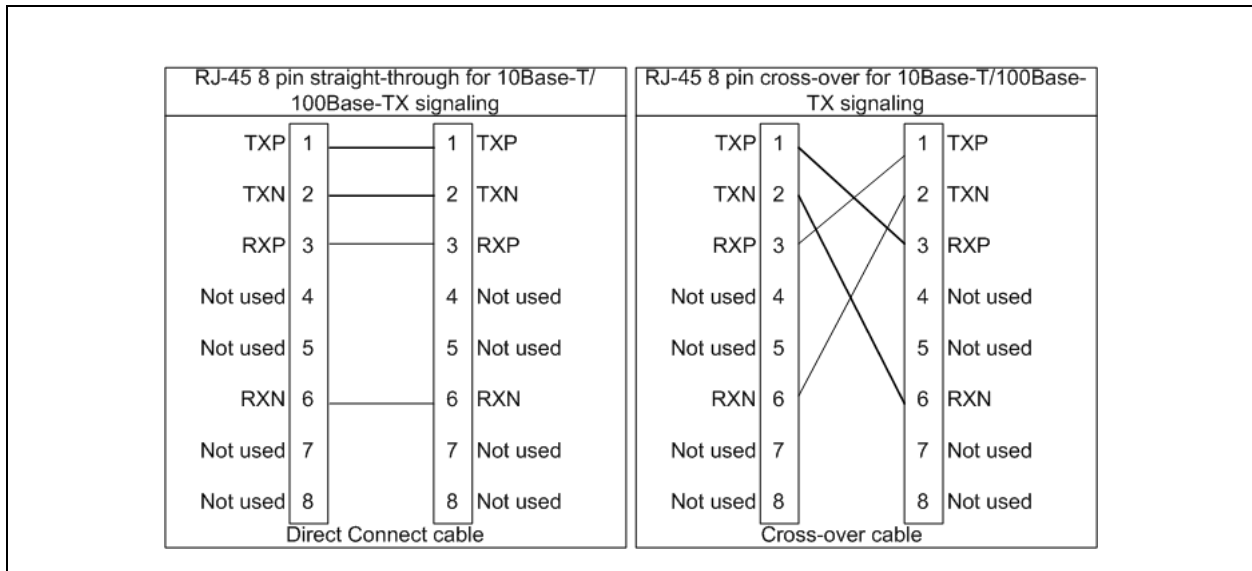 RJ-45 8 pin straight-through for 10Base-T/
100Base-TX signaling
TXP 1 1 TXP
TXN 2 2 TXN
RXP 3 3 RXP
Not used 4 4 Not used
Not used 5 5 Not used
RXN 6 6 RXN
Not used 7 7 Not used
Not used 8 8 Not used
Direct Connect cable
RJ-45 8 pin cross-over for 10Base-T/100Base-
TX signaling
TXP 1 1 TXP
TXN 2 2 TXN
RXP 3 3 RXP
Not used 4 4 Not used
Not used 5 5 Not used
RXN 6 6 RXN
Not used 7 7 Not used
Not used 8 8 Not used
Cross-over cable